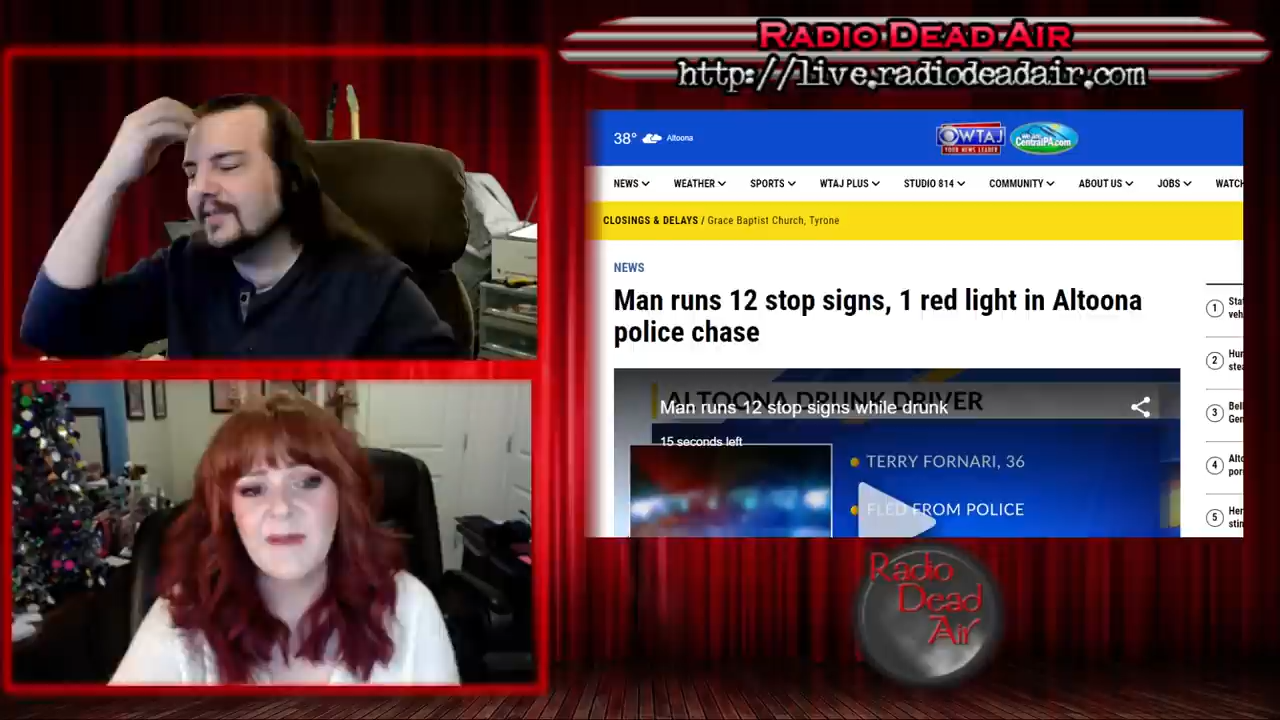 RADIO DEAD AIR
http://live.radiodeadair.com
38° Altoona
WTAJ
YOUR NEWS LEADER
We are
CentralPA.com
NEWS WEATHER SPORTS WTAJ PLUS STUDIO 814 COMMUNITY ABOUT US JOBS WATCH
CLOSINGS & DELAYS / Grace Baptist Church, Tyrone
NEWS
Man runs 12 stop signs, 1 red light in Altoona
police chase
ALTOONA DRUNK DRIVER
Man runs 12 stop signs while drunk
15 seconds left
TERRY FORNARI, 36
FLED FROM POLICE
1
2
3
4
5
Radio
Dead
Air